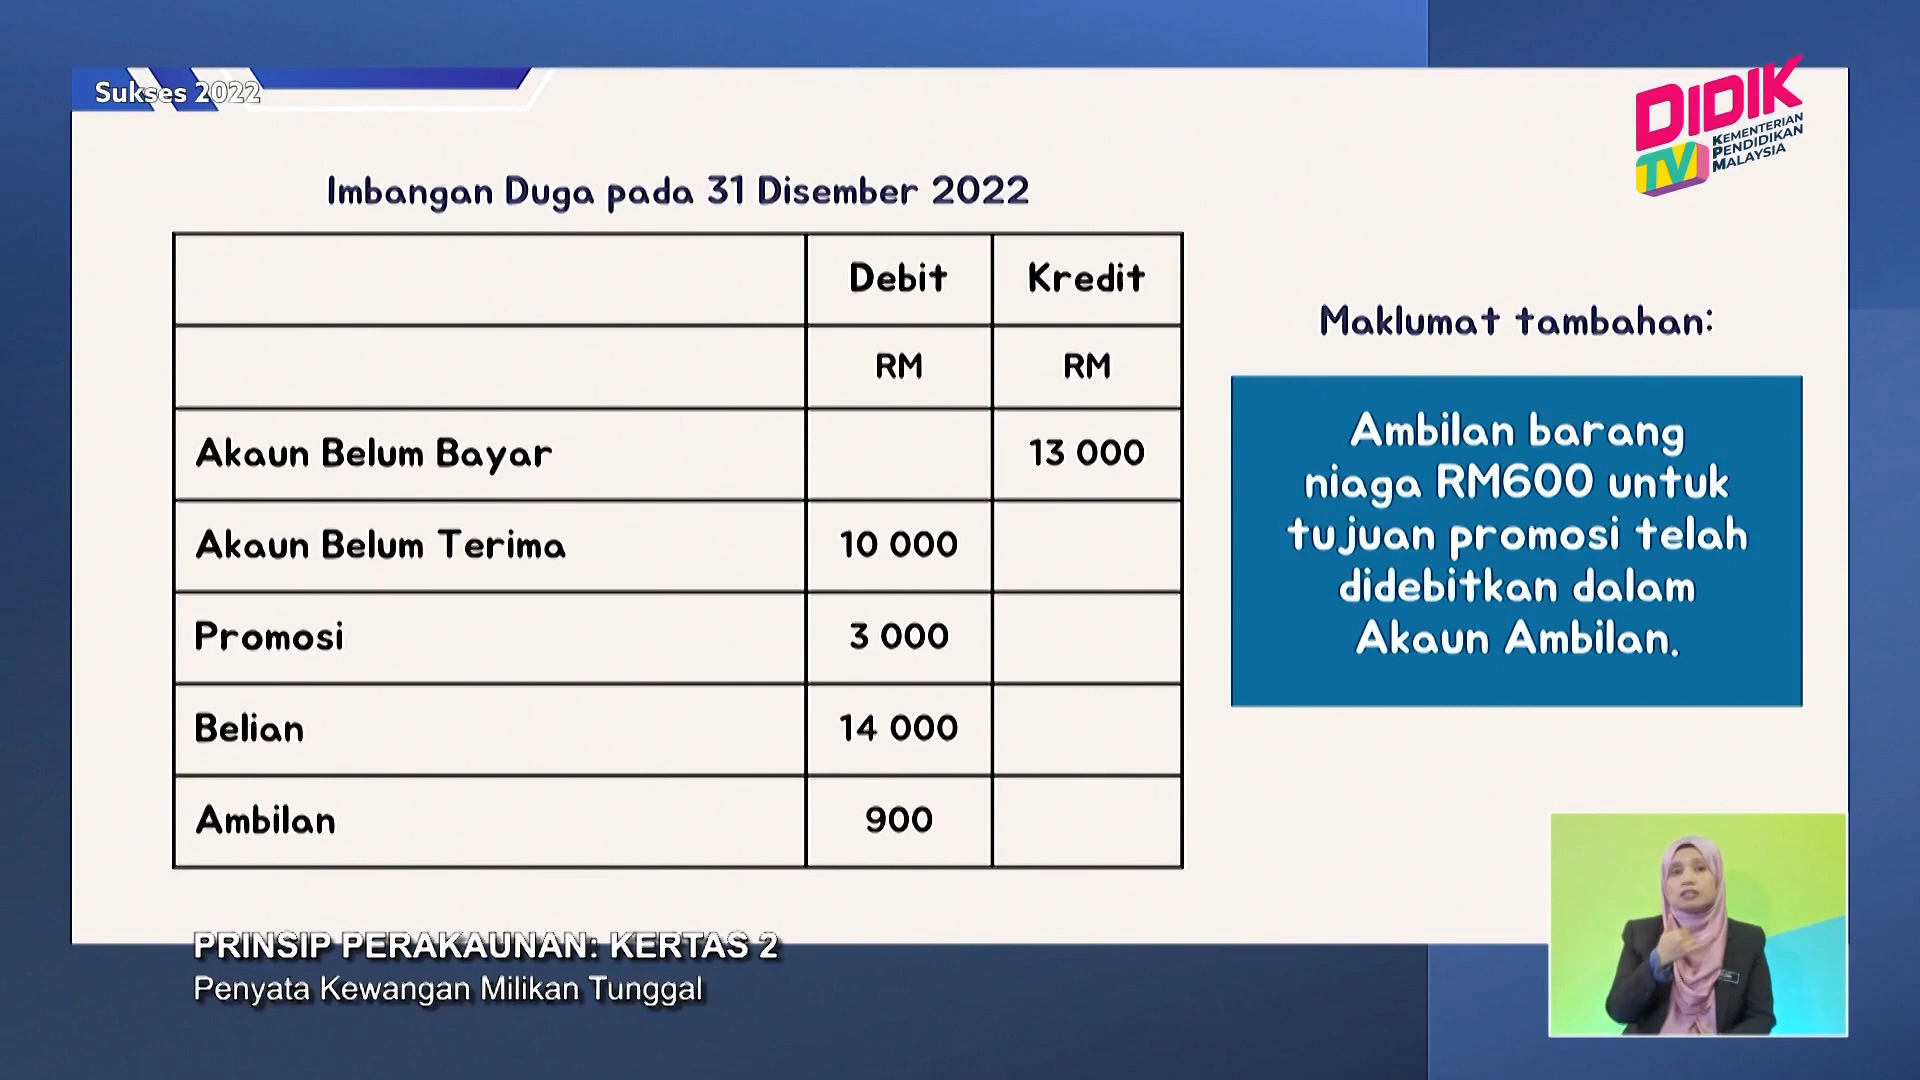 Sukses 2022
DIDIK
TV
KEMENTERIAN
PENDIDIKAN
MALAYSIA
Imbangan Duga pada 31 Disember 2022
Debit Kredit
RM RM
Akaun Belum Bayar 13 000
Akaun Belum Terima 10 000
Promosi 3 000
Belian 14 000
Ambilan 900
Maklumat tambahan:
Ambilan barang
niaga RM600 untuk
tujuan promosi telah
didebitkan dalam
Akaun Ambilan.
PRINSIP PERAKAUNAN: KERTAS 2
Penyata Kewangan Milikan Tunggal